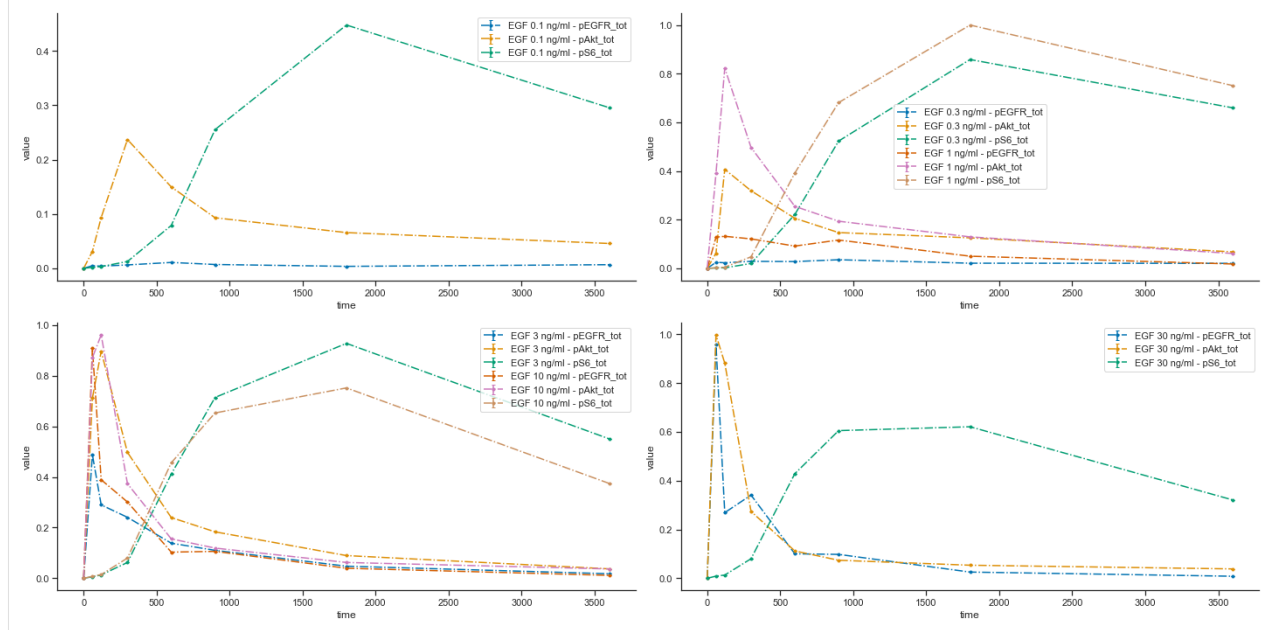 EGF 0.1 ng/ml - pEGFR_tot
EGF 0.1 ng/ml - pAkt_tot
EGF 0.1 ng/ml - pS6_tot
value
0.4
0.3
0.2
0.1
0.0
0 500 1000 1500 2000 2500 3000 3500
time
EGF 0.3 ng/ml - pEGFR_tot
EGF 0.3 ng/ml - pAkt_tot
EGF 0.3 ng/ml - pS6_tot
EGF 1 ng/ml - pEGFR_tot
EGF 1 ng/ml - pAkt_tot
EGF 1 ng/ml - pS6_tot
value
1.0
0.8
0.6
0.4
0.2
0.0
0 500 1000 1500 2000 2500 3000 3500
time
EGF 3 ng/ml - pEGFR_tot
EGF 3 ng/ml - pAkt_tot
EGF 3 ng/ml - pS6_tot
EGF 10 ng/ml - pEGFR_tot
EGF 10 ng/ml - pAkt_tot
EGF 10 ng/ml - pS6_tot
value
1.0
0.8
0.6
0.4
0.2
0.0
0 500 1000 1500 2000 2500 3000 3500
time
EGF 30 ng/ml - pEGFR_tot
EGF 30 ng/ml - pAkt_tot
EGF 30 ng/ml - pS6_tot
value
1.0
0.8
0.6
0.4
0.2
0.0
0 500 1000 1500 2000 2500 3000 3500
time